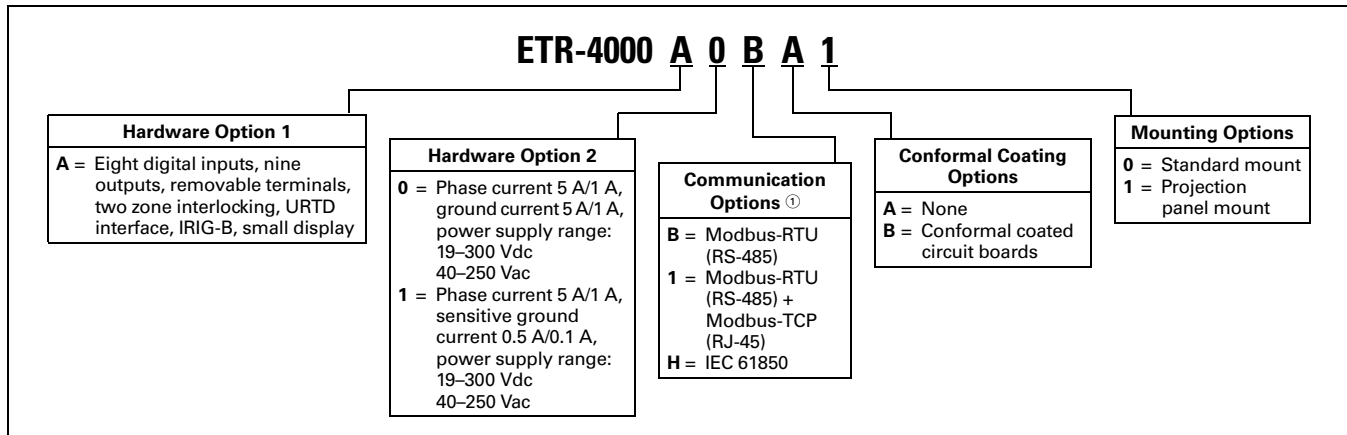 ETR-4000 A 0 B A 1
Hardware Option 1
A = Eight digital inputs, nine
outputs, removable terminals,
two zone interlocking, URTD
interface, IRIG-B, small display
Hardware Option 2
0 = Phase current 5 A/1 A,
ground current 5 A/1 A,
power supply range:
19–300 Vdc
40–250 Vac
1 = Phase current 5 A/1 A,
sensitive ground
current 0.5 A/0.1 A,
power supply range:
19–300 Vdc
40–250 Vac
Communication
Options ①
B = Modbus-RTU
(RS-485)
1 = Modbus-RTU
(RS-485) +
Modbus-TCP
(RJ-45)
H = IEC 61850
Conformal Coating
Options
A = None
B = Conformal coated
circuit boards
Mounting Options
0 = Standard mount
1 = Projection
panel mount